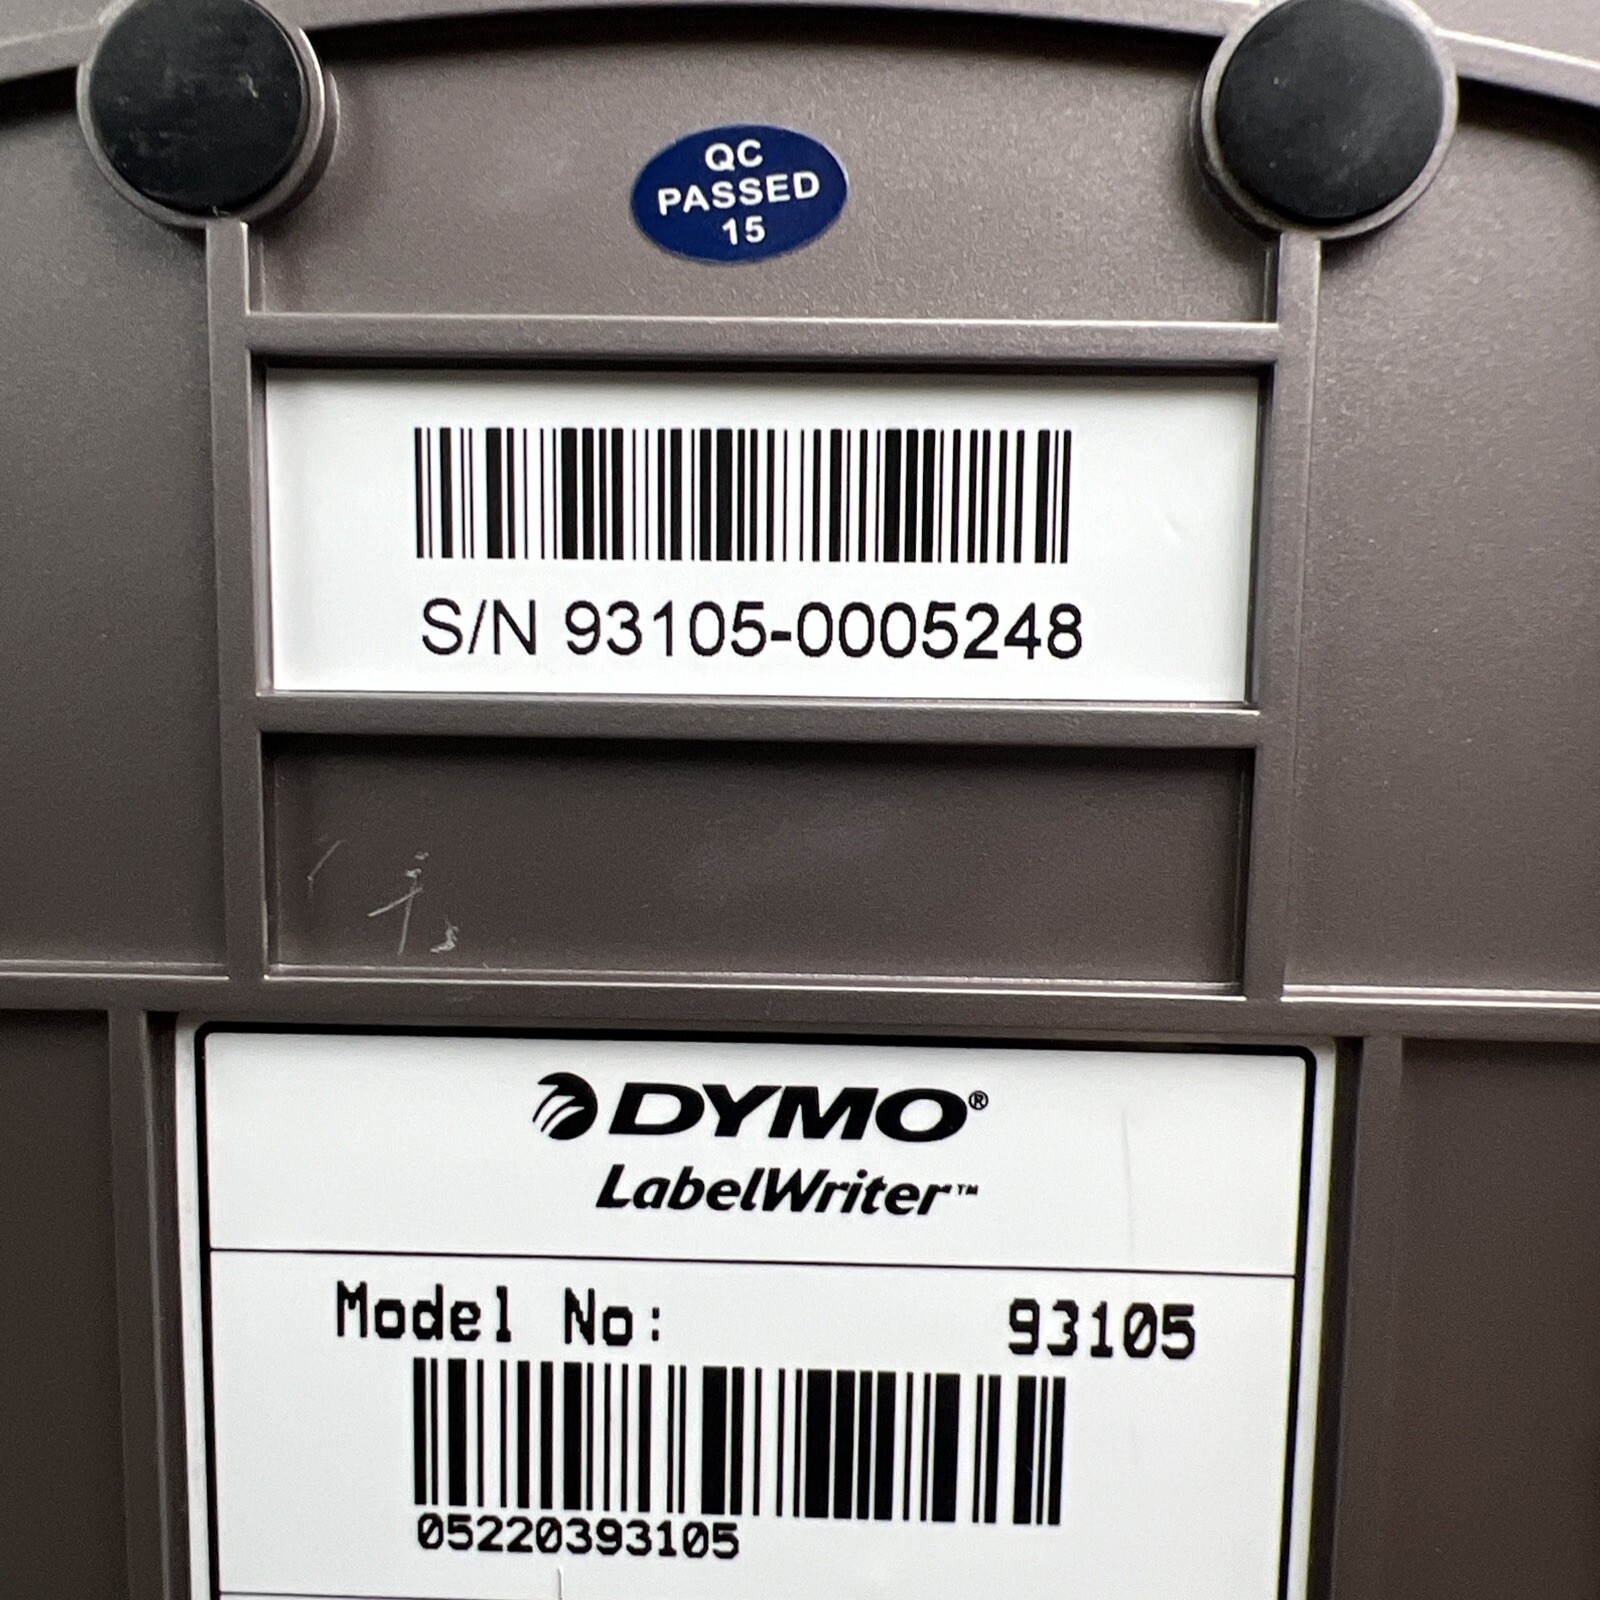 QC
PASSED
15
S/N 93105-0005248
DYMO®
LabelWriter™
Model No: 93105
05220393105